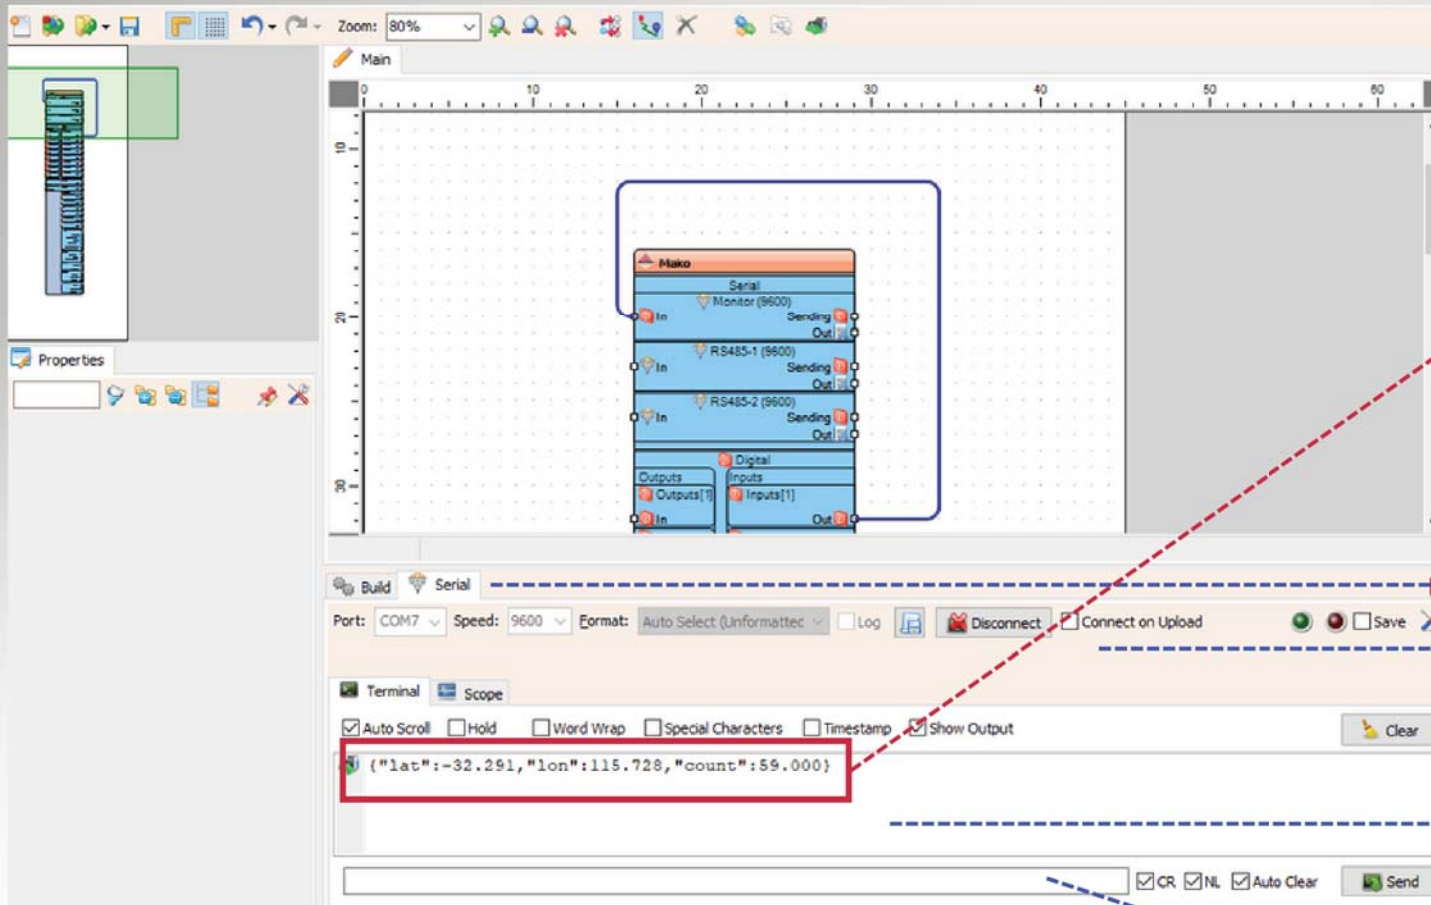 Zoom: 80%
Main
0 10 20 30 40 50 60
10
20
30
Mako
Serial
Monitor (9600)
In Sending
Out
RS485-1 (9600)
In Sending
Out
RS485-2 (9600)
In Sending
Out
Digital
Outputs Inputs
Outputs[1] Inputs[1]
In Out
Properties
Build Serial
Port: COM7 Speed: 9600 Format: Auto Select (Unformatted Log Disconnect Connect on Upload Save
Terminal Scope
Auto Scroll Hold Word Wrap Special Characters Timestamp Show Output Clear
{"lat":-32.291,"lon":115.728,"count":59.000}
CR NL Auto Clear Send